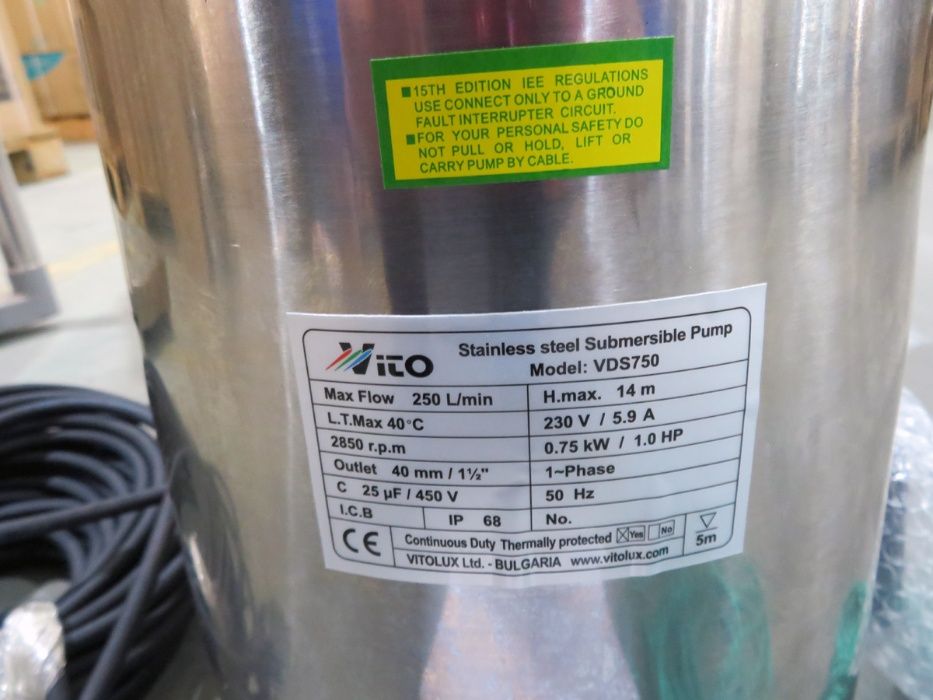 ■15TH EDITION IEE REGULATIONS
USE CONNECT ONLY TO A GROUND
FAULT INTERRUPTER CIRCUIT.
■FOR YOUR PERSONAL SAFETY DO
NOT PULL OR HOLD, LIFT OR
CARRY PUMP BY CABLE.
VITO
Stainless steel Submersible Pump
Model: VDS750
Max Flow 250 L/min
H.max. 14 m
L.T.Max 40°C
230 V / 5.9 A
2850 r.p.m
0.75 kW / 1.0 HP
Outlet 40 mm / 1½"
1~Phase
C 25 µF / 450 V
50 Hz
I.C.B
IP 68
No.
CE
Continuous Duty Thermally protected ☒Yes ☐No
▽
5m
VITOLUX Ltd. - BULGARIA www.vitolux.com